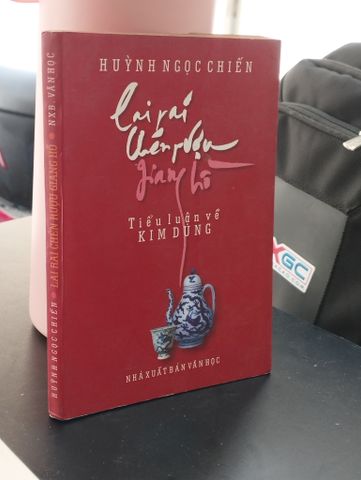 HUỲNH NGỌC CHIẾN
Lai rai
chén rượu
giang hồ
Tiểu luận về
KIM DUNG
NHÀ XUẤT BẢN VĂN HỌC
HUỲNH NGỌC CHIẾN LAI RAI CHÉN RƯỢU GIANG HỒ NXB. VĂN HỌC
XGC